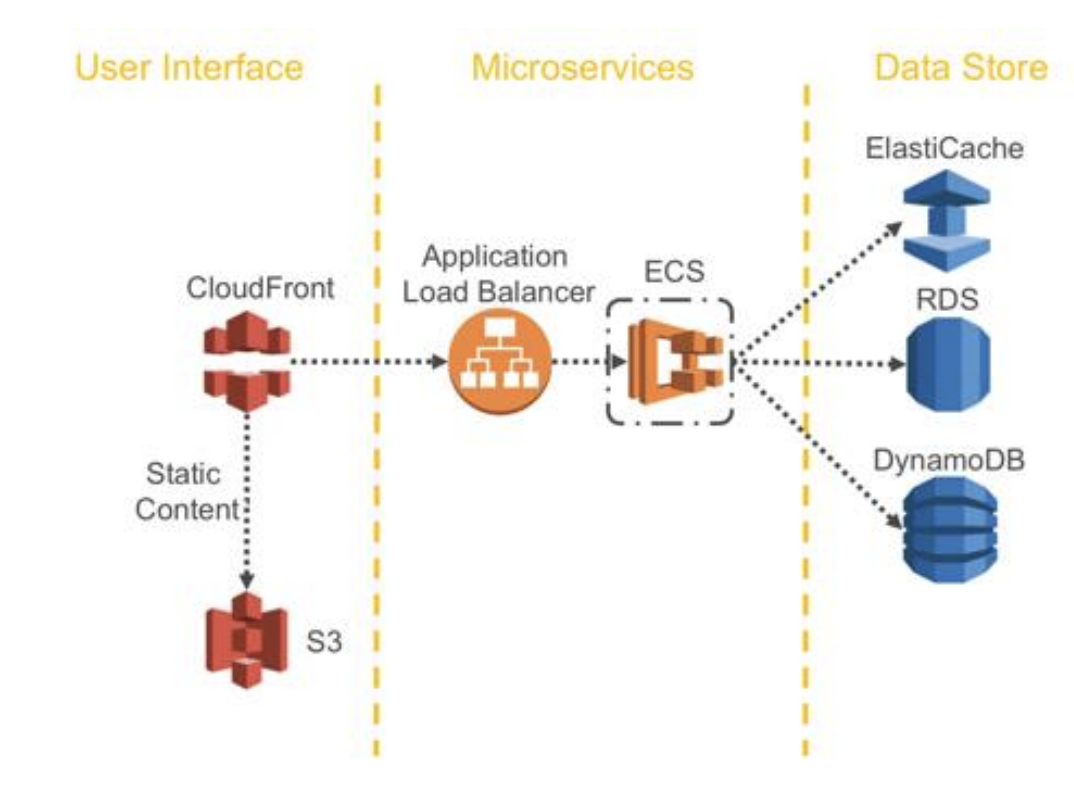 User Interface
Microservices
Data Store
CloudFront
Static
Content
S3
Application
Load Balancer
ECS
ElastiCache
RDS
DynamoDB